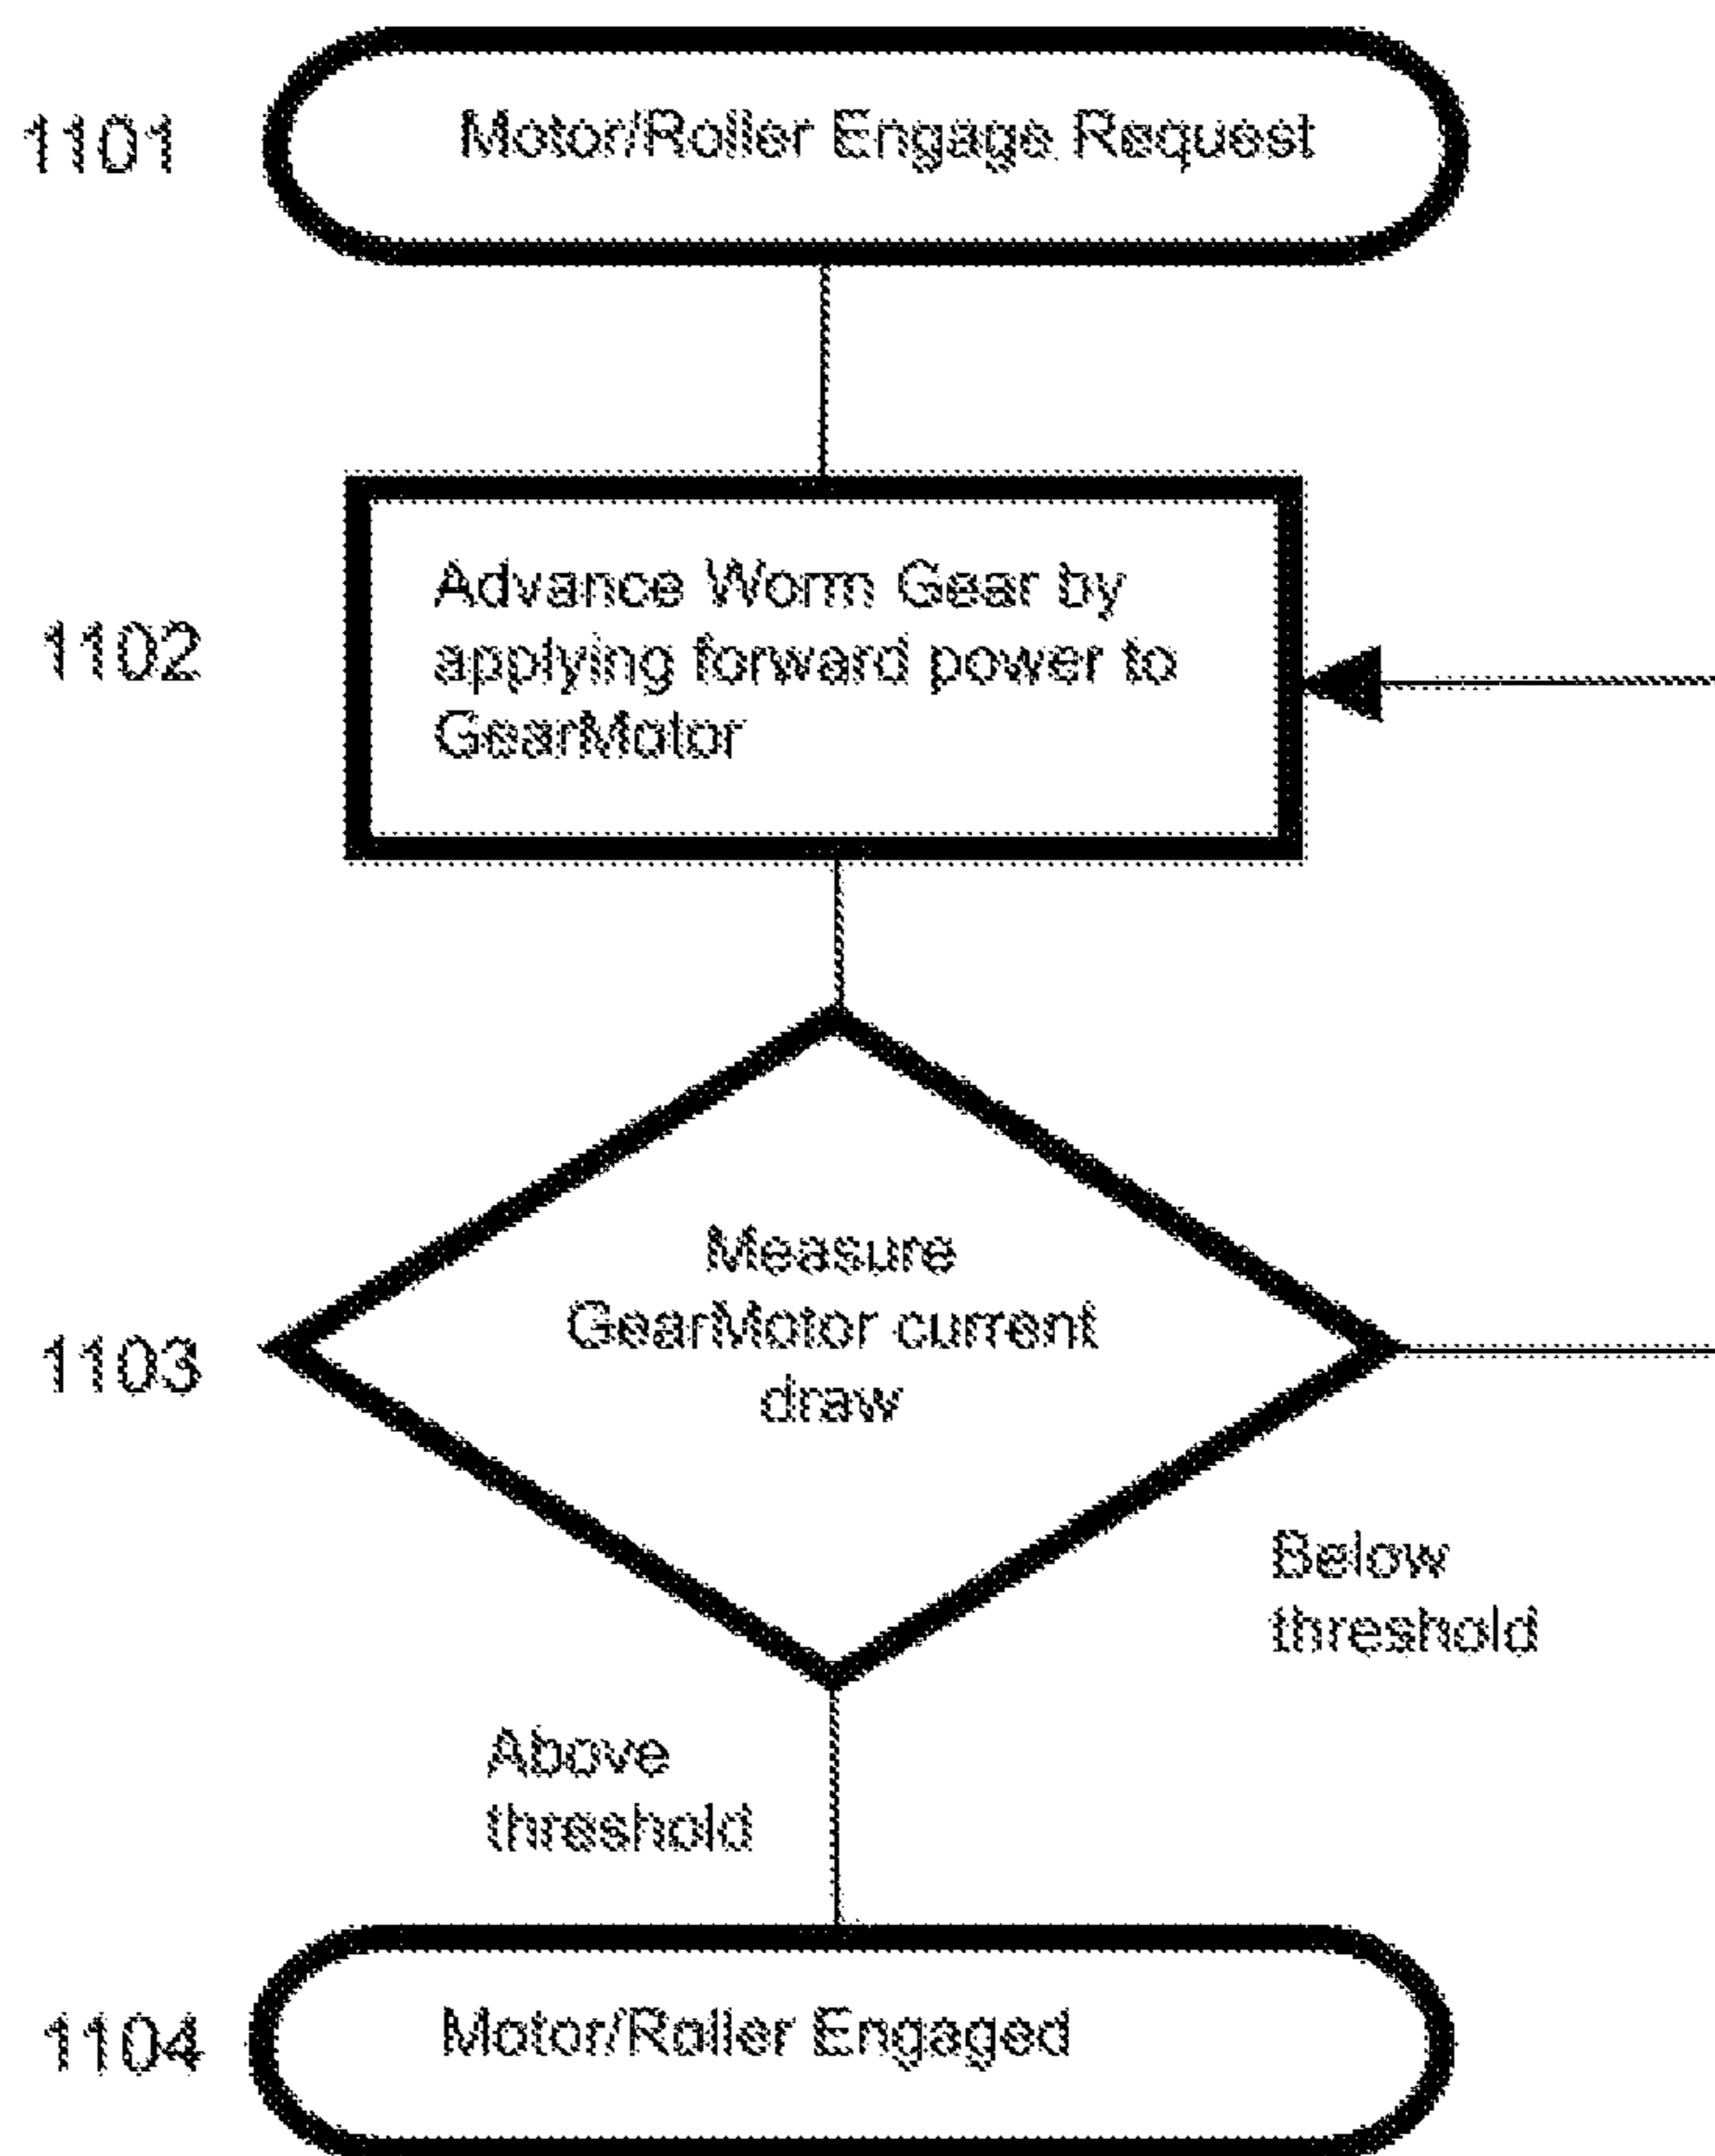 1101
Motor/Roller Engage Request
1102
Advance Worm Gear by
applying forward power to
GearMotor
1103
Measure
GearMotor current
draw
Below
threshold
Above
threshold
1104
Motor/Roller Engaged